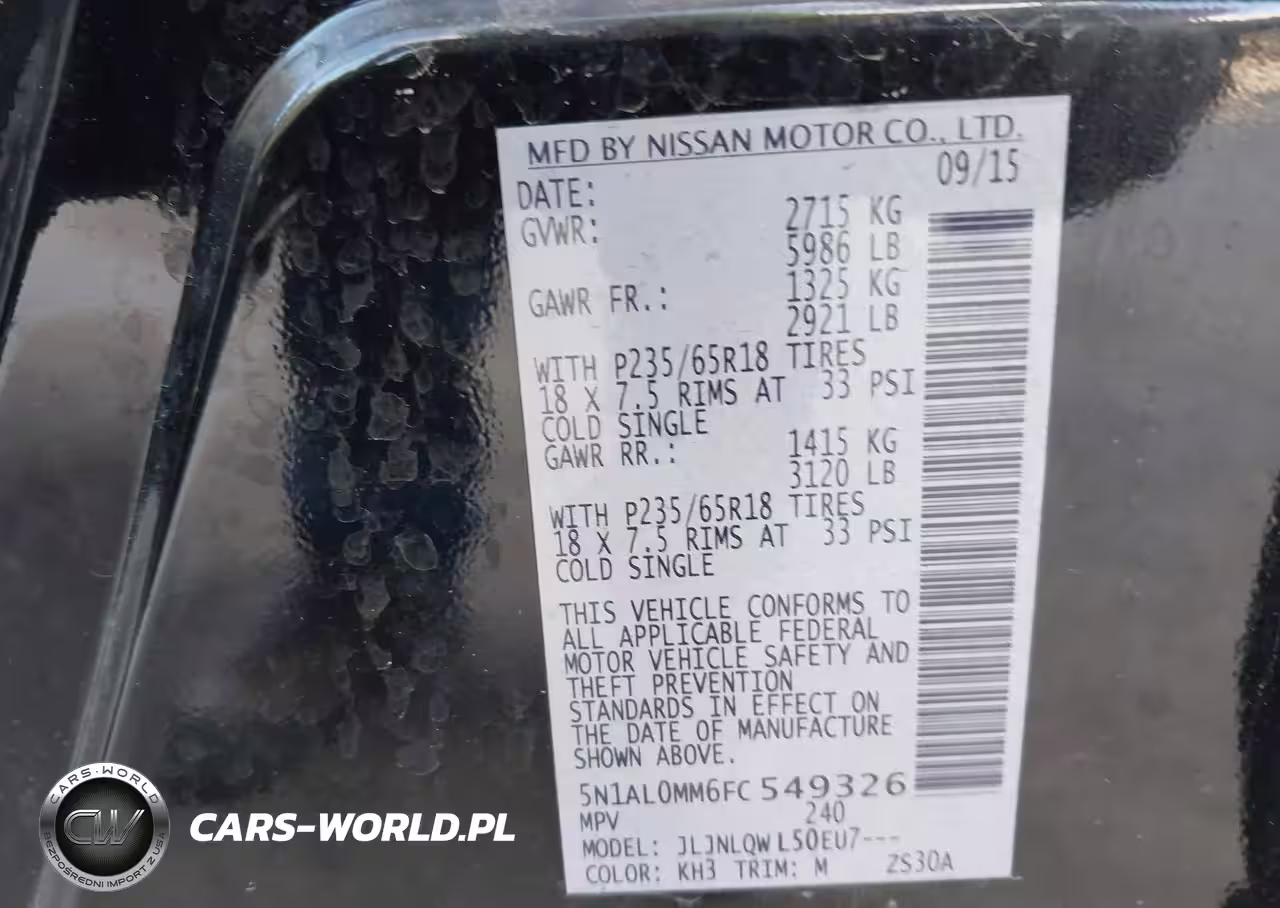 MFD BY NISSAN MOTOR CO., LTD.
DATE: 09/15
GVWR: 2715 KG
5986 LB
GAWR FR.: 1325 KG
2921 LB
WITH P235/65R18 TIRES
18 X 7.5 RIMS AT 33 PSI
COLD SINGLE
GAWR RR.: 1415 KG
3120 LB
WITH P235/65R18 TIRES
18 X 7.5 RIMS AT 33 PSI
COLD SINGLE
THIS VEHICLE CONFORMS TO
ALL APPLICABLE FEDERAL
MOTOR VEHICLE SAFETY AND
THEFT PREVENTION
STANDARDS IN EFFECT ON
THE DATE OF MANUFACTURE
SHOWN ABOVE.
5N1AL0MM6FC549326
MPV 240
MODEL: JLJNLQWL50EU7---
COLOR: KH3 TRIM: M ZS30A
CARS-WORLD
CW
BEZPOŚREDNI IMPORT Z USA
CARS-WORLD.PL